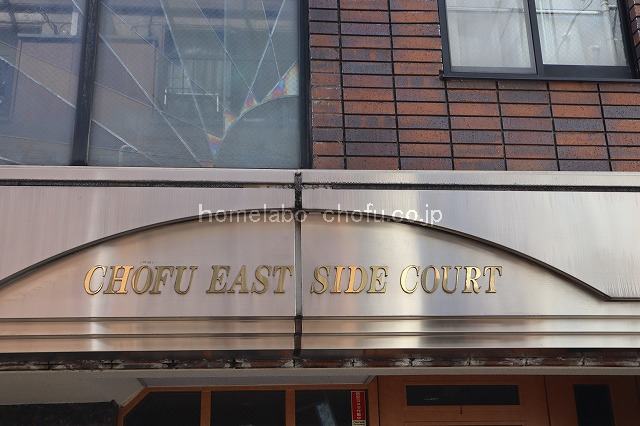 homelabo chofu.co.jp
CHOFU EAST SIDE COURT